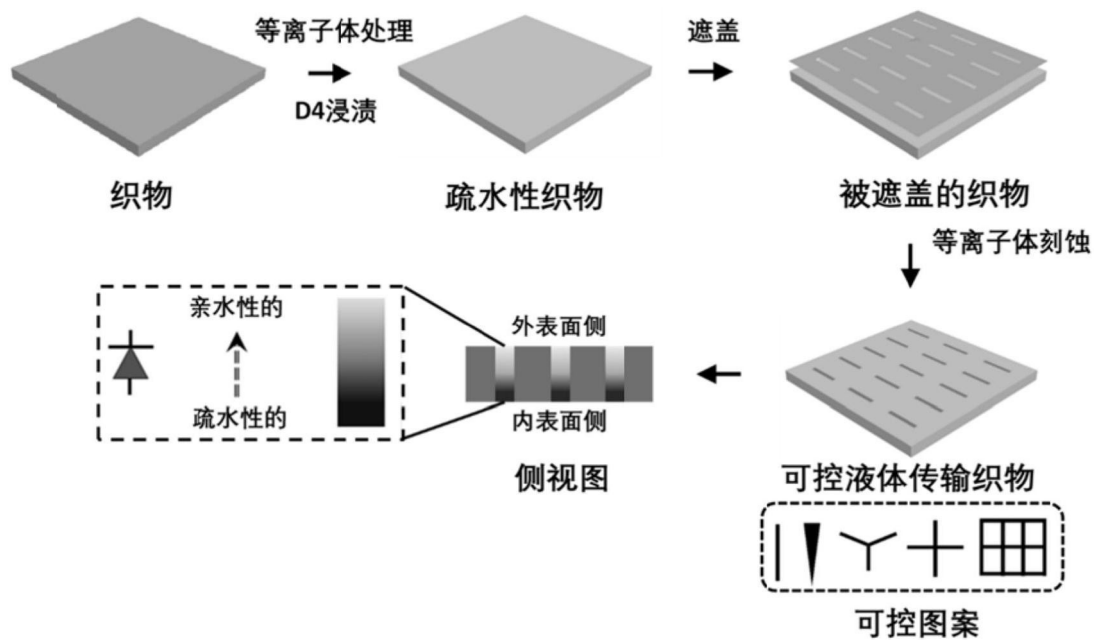 等离子体处理
D4浸渍
遮盖
织物
疏水性织物
被遮盖的织物
等离子体刻蚀
亲水性的
疏水性的
外表面侧
内表面侧
侧视图
可控液体传输织物
可控图案